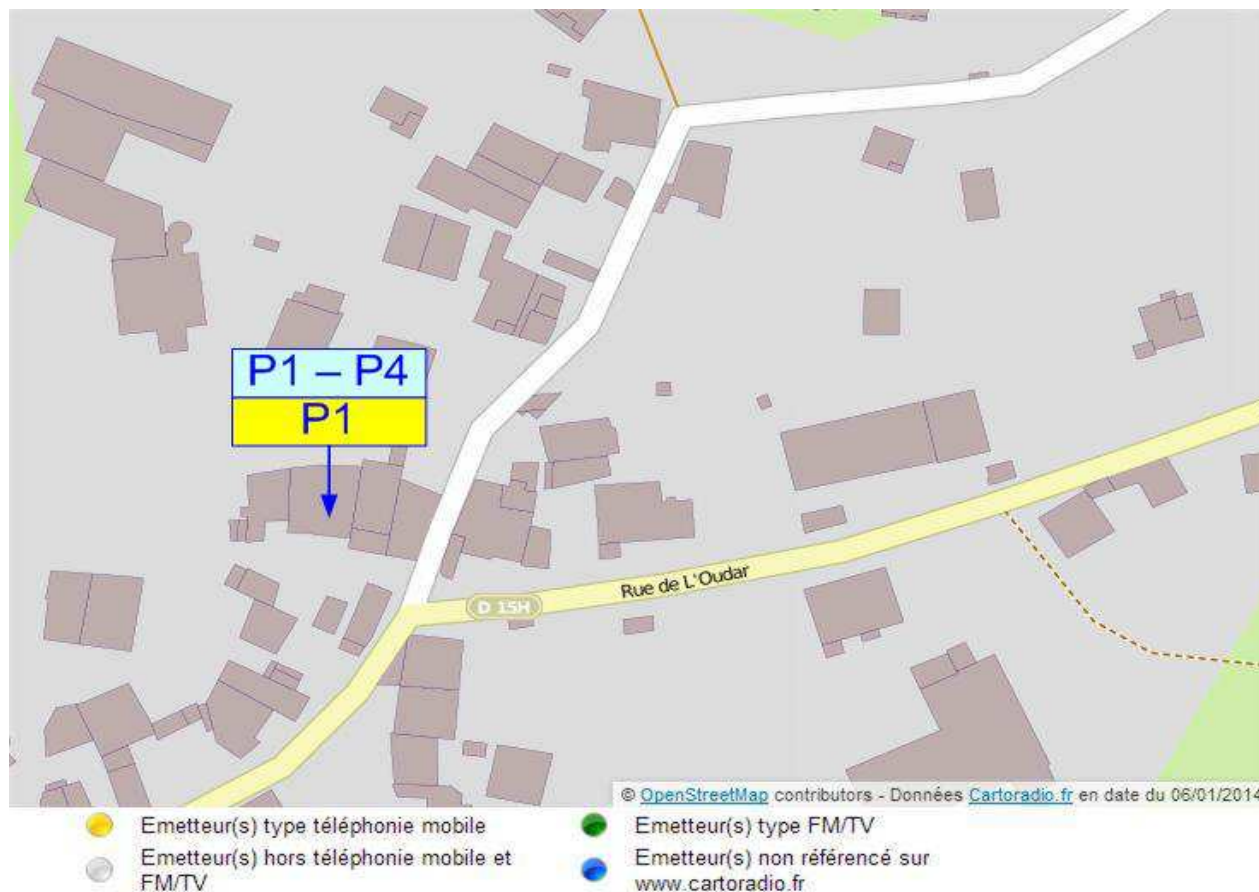 P1 – P4
P1
Rue de L'Oudar
D 15H
© OpenStreetMap contributors - Données Cartoradio.fr en date du 06/01/2014
Emetteur(s) type téléphonie mobile
Emetteur(s) type FM/TV
Emetteur(s) hors téléphonie mobile et
FM/TV
Emetteur(s) non référencé sur
www.cartoradio.fr